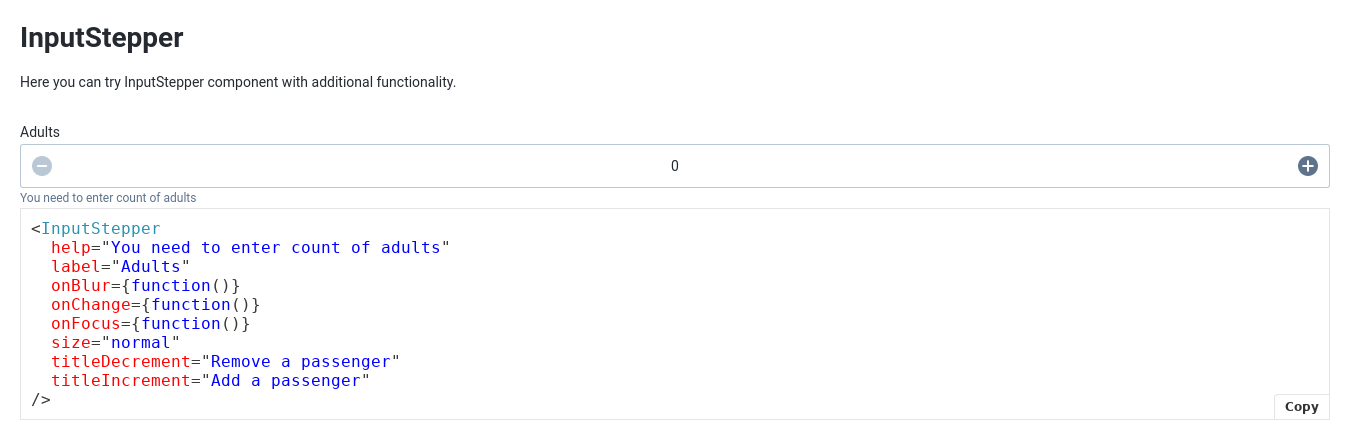 InputStepper
Here you can try InputStepper component with additional functionality.
Adults
0
You need to enter count of adults
<InputStepper
  help="You need to enter count of adults"
  label="Adults"
  onBlur={function()}
  onChange={function()}
  onFocus={function()}
  size="normal"
  titleDecrement="Remove a passenger"
  titleIncrement="Add a passenger"
/>
Copy